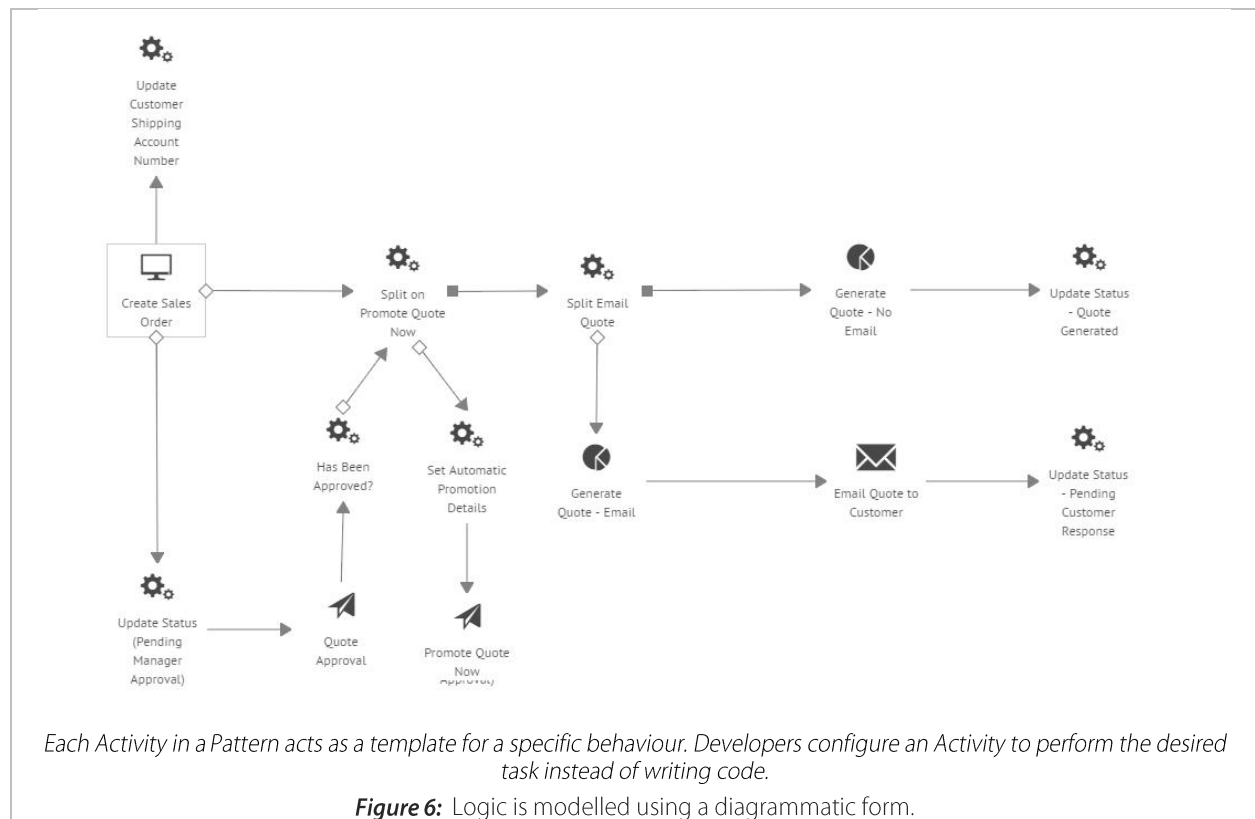 Update
Customer
Shipping
Account
Number
Create Sales
Order
Split on
Promote Quote
Now
Split Email
Quote
Generate
Quote - No
Email
Update Status
- Quote
Generated
Has Been
Approved?
Set Automatic
Promotion
Details
Generate
Quote - Email
Email Quote to
Customer
Update Status
- Pending
Customer
Response
Update Status
(Pending
Manager
Approval)
Quote
Approval
Promote Quote
Now
Each Activity in a Pattern acts as a template for a specific behaviour. Developers configure an Activity to perform the desired
task instead of writing code.
Figure 6: Logic is modelled using a diagrammatic form.